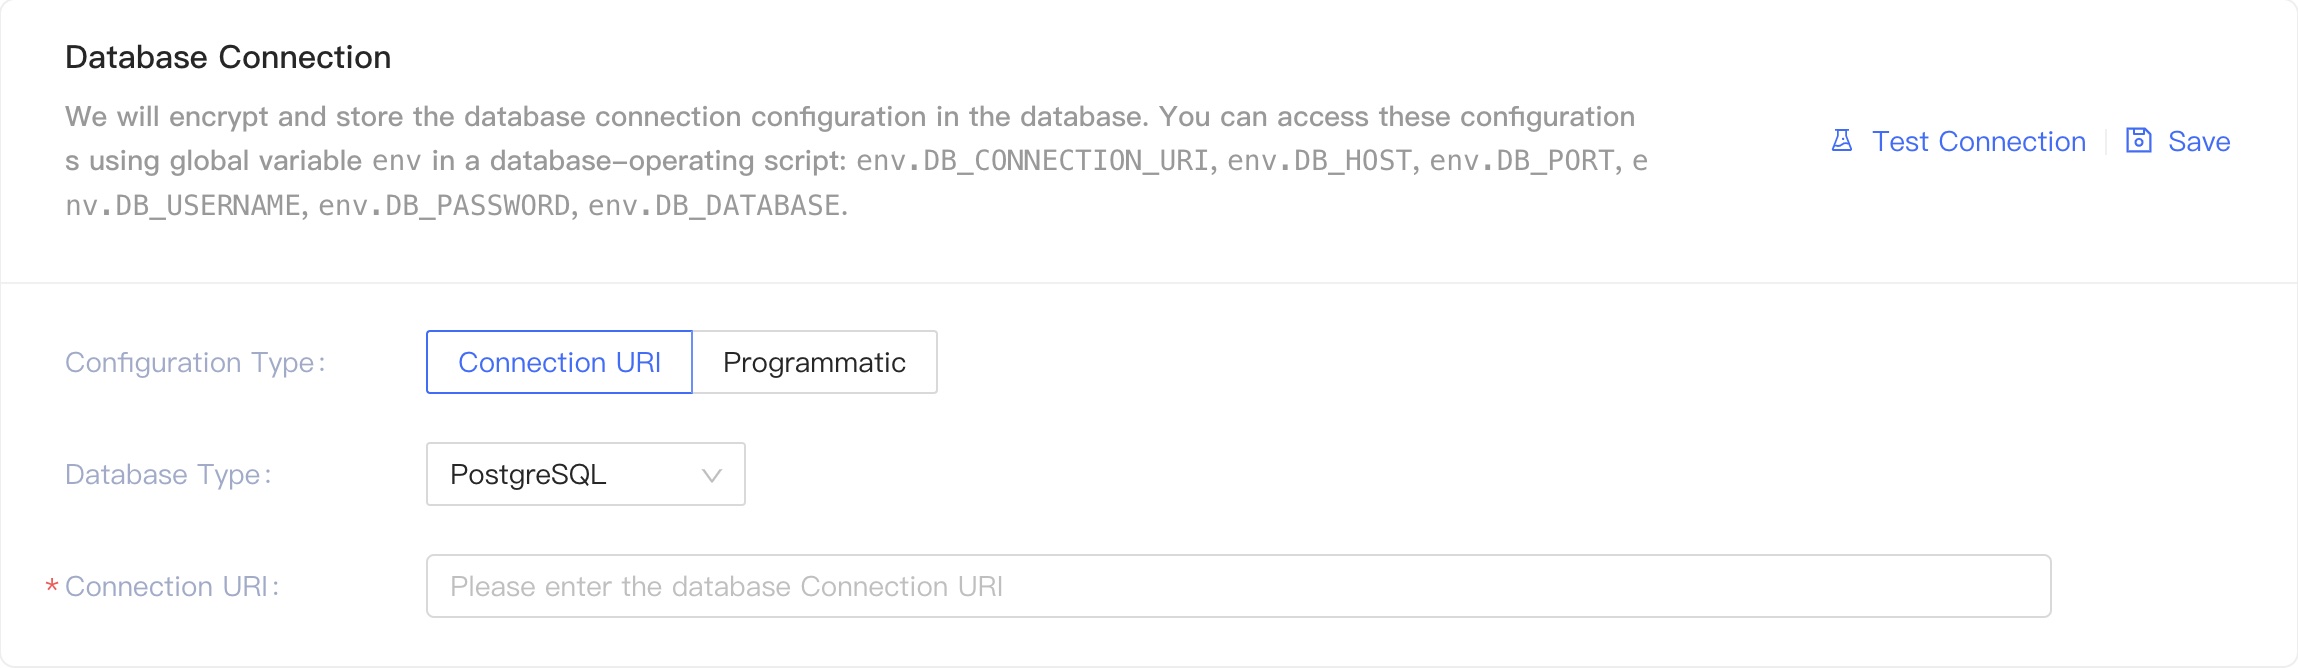 Database Connection
We will encrypt and store the database connection configuration in the database. You can access these configuration
s using global variable env in a database-operating script: env.DB_CONNECTION_URI, env.DB_HOST, env.DB_PORT, e
nv.DB_USERNAME, env.DB_PASSWORD, env.DB_DATABASE.
Test Connection
Save
Configuration Type:
Connection URI
Programmatic
Database Type:
PostgreSQL
* Connection URI:
Please enter the database Connection URI